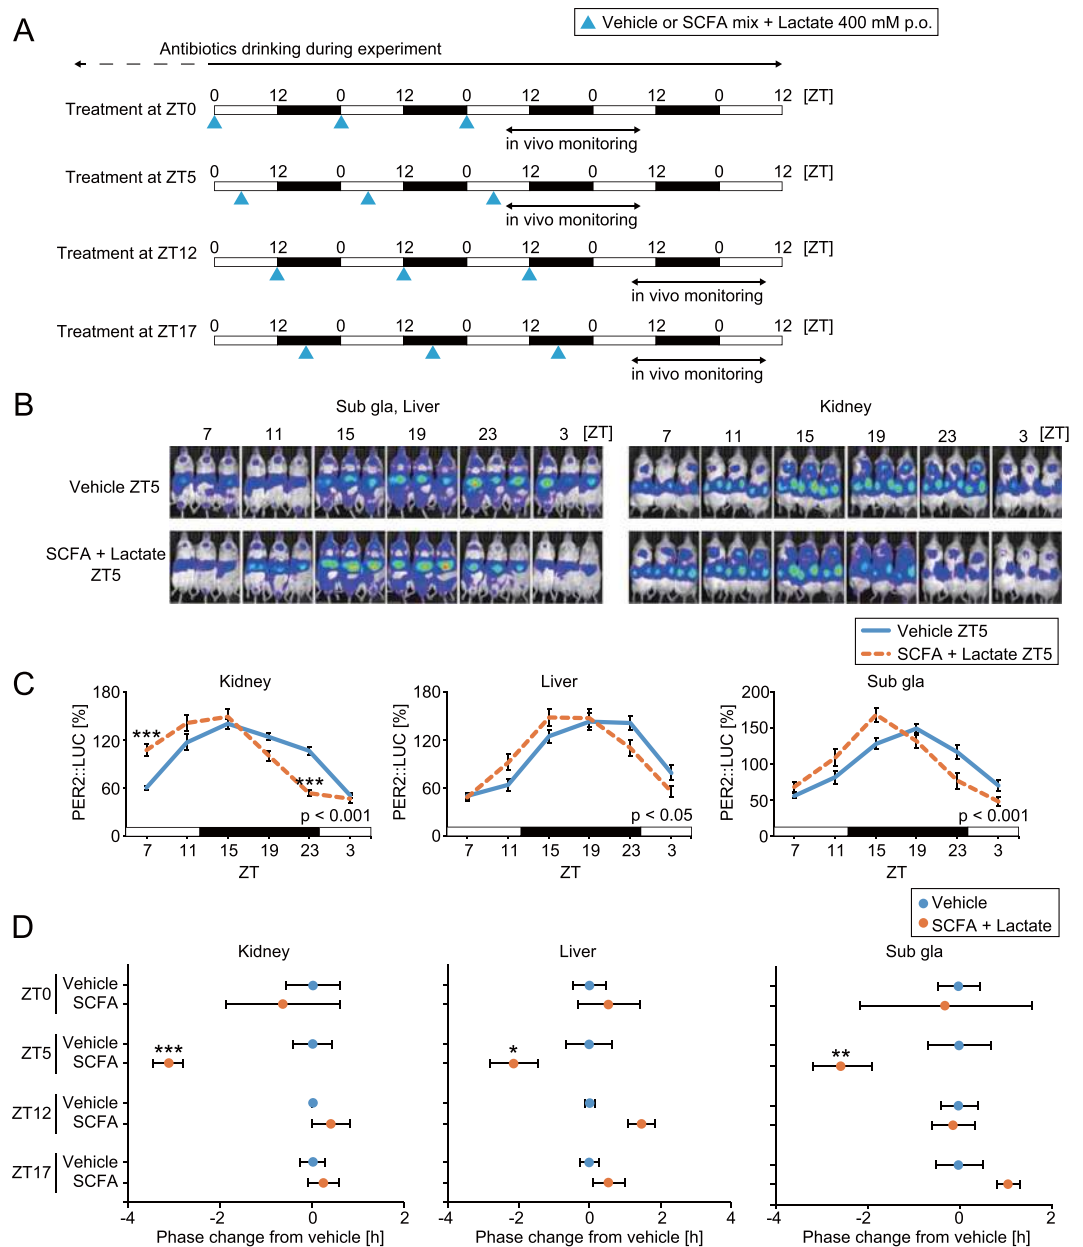 A
Vehicle or SCFA mix + Lactate 400 mM p.o.
Antibiotics drinking during experiment
Treatment at ZT0
0 12 0 12 0 12 0 12 0 12 [ZT]
in vivo monitoring
Treatment at ZT5
0 12 0 12 0 12 0 12 0 12 [ZT]
in vivo monitoring
Treatment at ZT12
0 12 0 12 0 12 0 12 0 12 [ZT]
in vivo monitoring
Treatment at ZT17
0 12 0 12 0 12 0 12 0 12 [ZT]
in vivo monitoring
B
Sub gla, Liver
7 11 15 19 23 3 [ZT]
Kidney
7 11 15 19 23 3 [ZT]
Vehicle ZT5
SCFA + Lactate
ZT5
Vehicle ZT5
SCFA + Lactate ZT5
C
Kidney
PER2::LUC [%]
180
120
60
0
***
***
p < 0.001
7 11 15 19 23 3
ZT
Liver
PER2::LUC [%]
180
120
60
0
p < 0.05
7 11 15 19 23 3
ZT
Sub gla
PER2::LUC [%]
200
150
100
50
0
p < 0.001
7 11 15 19 23 3
ZT
Vehicle
SCFA + Lactate
D
Kidney
ZT0
Vehicle
SCFA
ZT5
Vehicle
SCFA
***
ZT12
Vehicle
SCFA
ZT17
Vehicle
SCFA
-4 -2 0 2
Phase change from vehicle [h]
Liver
*
-4 -2 0 2 4
Phase change from vehicle [h]
Sub gla
**
-4 -2 0 2
Phase change from vehicle [h]